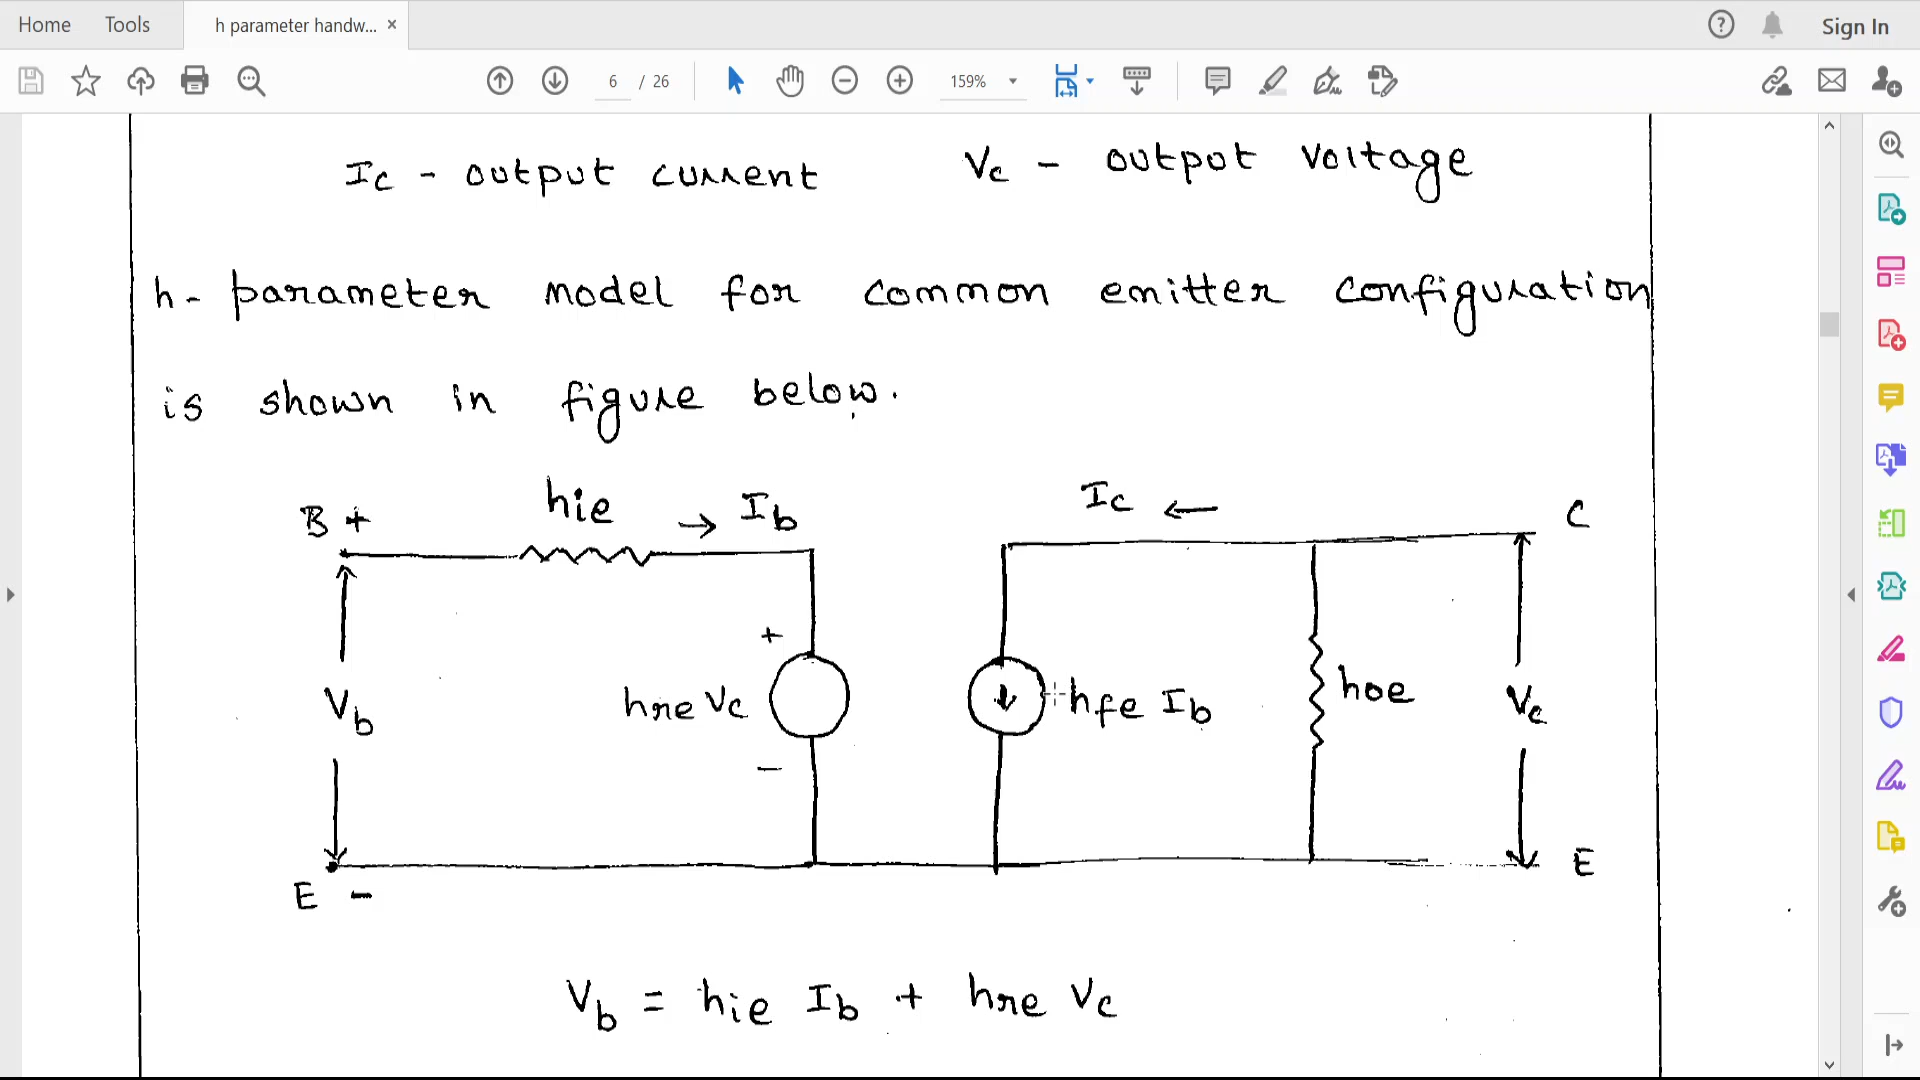 Home Tools h parameter handw... × Sign In
6 / 26 159%
Ic - output current Vc - output voltage
h- parameter model for common emitter configuration
is shown in figure below.
B + hie → Ib Ic ← C
+
Vb hre Vc hfe Ib hoe Vc
-
E - E
Vb = hie Ib + hre Vc